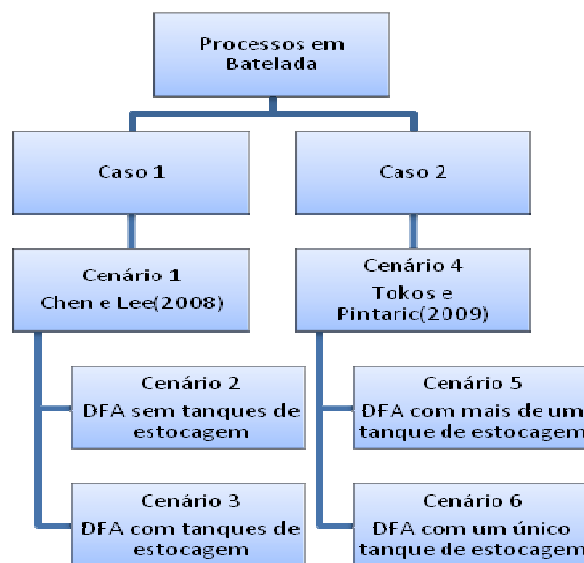 Processos em
Batelada
Caso 1
Caso 2
Cenário 1
Chen e Lee(2008)
Cenário 4
Tokos e
Pintaric(2009)
Cenário 2
DFA sem tanques de
estocagem
Cenário 5
DFA com mais de um
tanque de estocagem
Cenário 3
DFA com tanques de
estocagem
Cenário 6
DFA com um único
tanque de estocagem